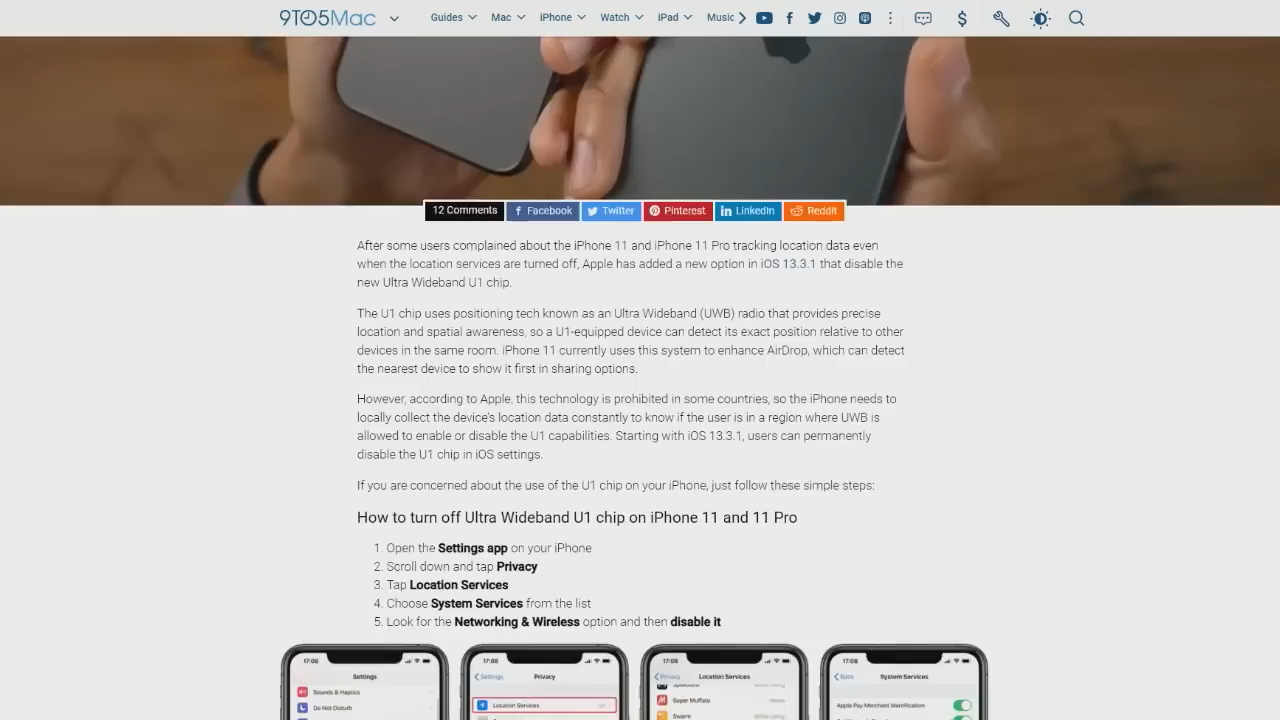 9TO5Mac
Guides Mac iPhone Watch iPad Music
12 Comments Facebook Twitter Pinterest LinkedIn Reddit
After some users complained about the iPhone 11 and iPhone 11 Pro tracking location data even
when the location services are turned off, Apple has added a new option in iOS 13.3.1 that disable the
new Ultra Wideband U1 chip.
The U1 chip uses positioning tech known as an Ultra Wideband (UWB) radio that provides precise
location and spatial awareness, so a U1-equipped device can detect its exact position relative to other
devices in the same room. iPhone 11 currently uses this system to enhance AirDrop, which can detect
the nearest device to show it first in sharing options.
However, according to Apple, this technology is prohibited in some countries, so the iPhone needs to
locally collect the device's location data constantly to know if the user is in a region where UWB is
allowed to enable or disable the U1 capabilities. Starting with iOS 13.3.1, users can permanently
disable the U1 chip in iOS settings.
If you are concerned about the use of the U1 chip on your iPhone, just follow these simple steps:
How to turn off Ultra Wideband U1 chip on iPhone 11 and 11 Pro
1. Open the Settings app on your iPhone
2. Scroll down and tap Privacy
3. Tap Location Services
4. Choose System Services from the list
5. Look for the Networking & Wireless option and then disable it
17:08 17:08 17:08 17:08
Settings
Settings Privacy
Privacy Location Services
Back System Services
Sounds & Haptics
Do Not Disturb
Location Services
While Using
Super Muffato
Swarm While Using
Apple Pay Merchant Identification